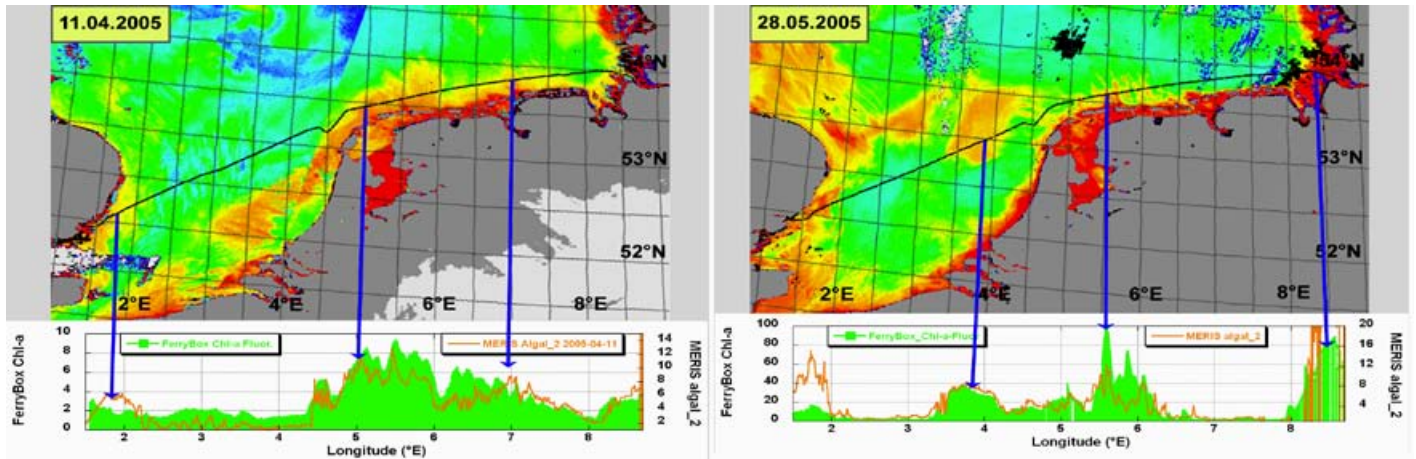 11.04.2005
54°N
53°N
52°N
2°E
4°E
6°E
8°E
FerryBox Chl-a
10
8
6
4
2
0
FerryBox Chl-a Fluor.
MERIS Algal_2 2005-04-11
14
12
10
8
6
4
2
MERIS algal_2
2
3
4
5
6
7
8
Longitude (°E)
28.05.2005
54°N
53°N
52°N
2°E
4°E
6°E
8°E
FerryBox Chl-a
100
80
60
40
20
0
FerryBox_Chl-a-Fluor
MERIS Algal_2
20
16
12
8
4
MERIS algal_2
2
3
4
5
6
7
8
Longitude (°E)